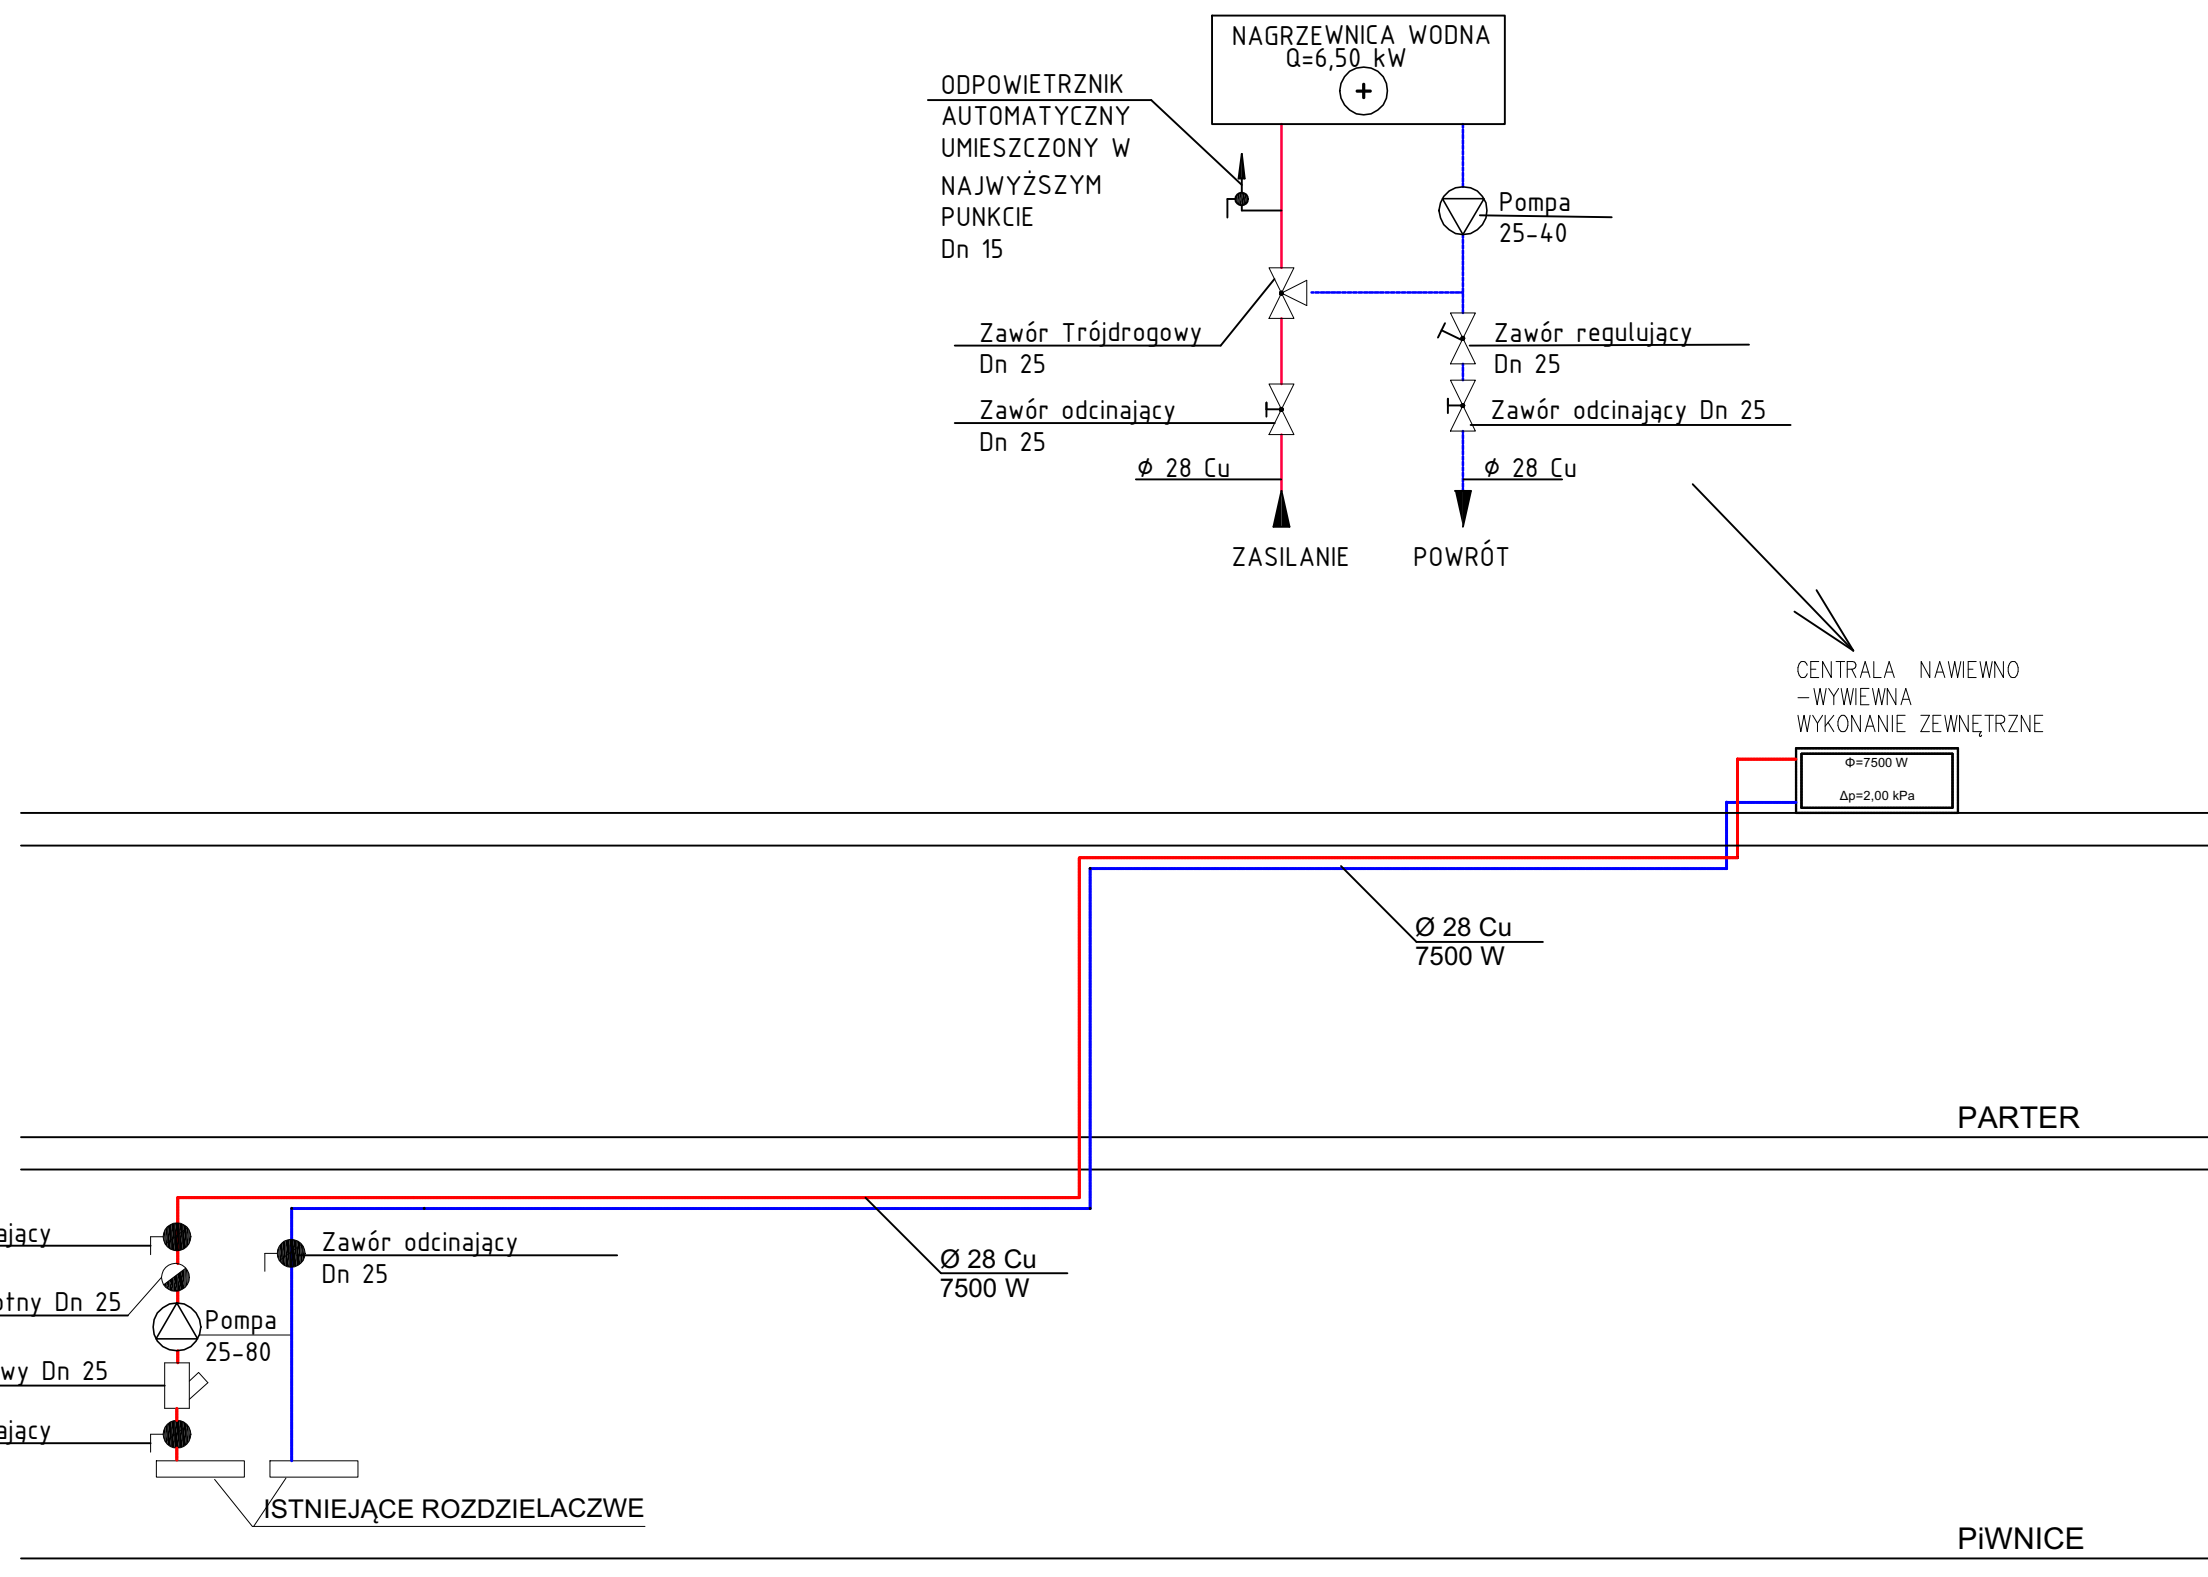 NAGRZEWNICA WODNA
Q=6,50 kW
+
ODPOWIETRZNIK
AUTOMATYCZNY
UMIESZCZONY W
NAJWYŻSZYM
PUNKCIE
Dn 15
Pompa
25-40
Zawór Trójdrogowy
Dn 25
Zawór regulujący
Dn 25
Zawór odcinający
Dn 25
Zawór odcinający Dn 25
Φ 28 Cu
Φ 28 Cu
ZASILANIE
POWRÓT
CENTRALA NAWIEWNO
-WYWIEWNA
WYKONANIE ZEWNĘTRZNE
Φ=7500 W
Δp=2,00 kPa
Ø 28 Cu
7500 W
PARTER
ający
Zawór odcinający
Dn 25
Ø 28 Cu
7500 W
otny Dn 25
Pompa
25-80
wy Dn 25
ający
ISTNIEJĄCE ROZDZIELACZWE
PiWNICE